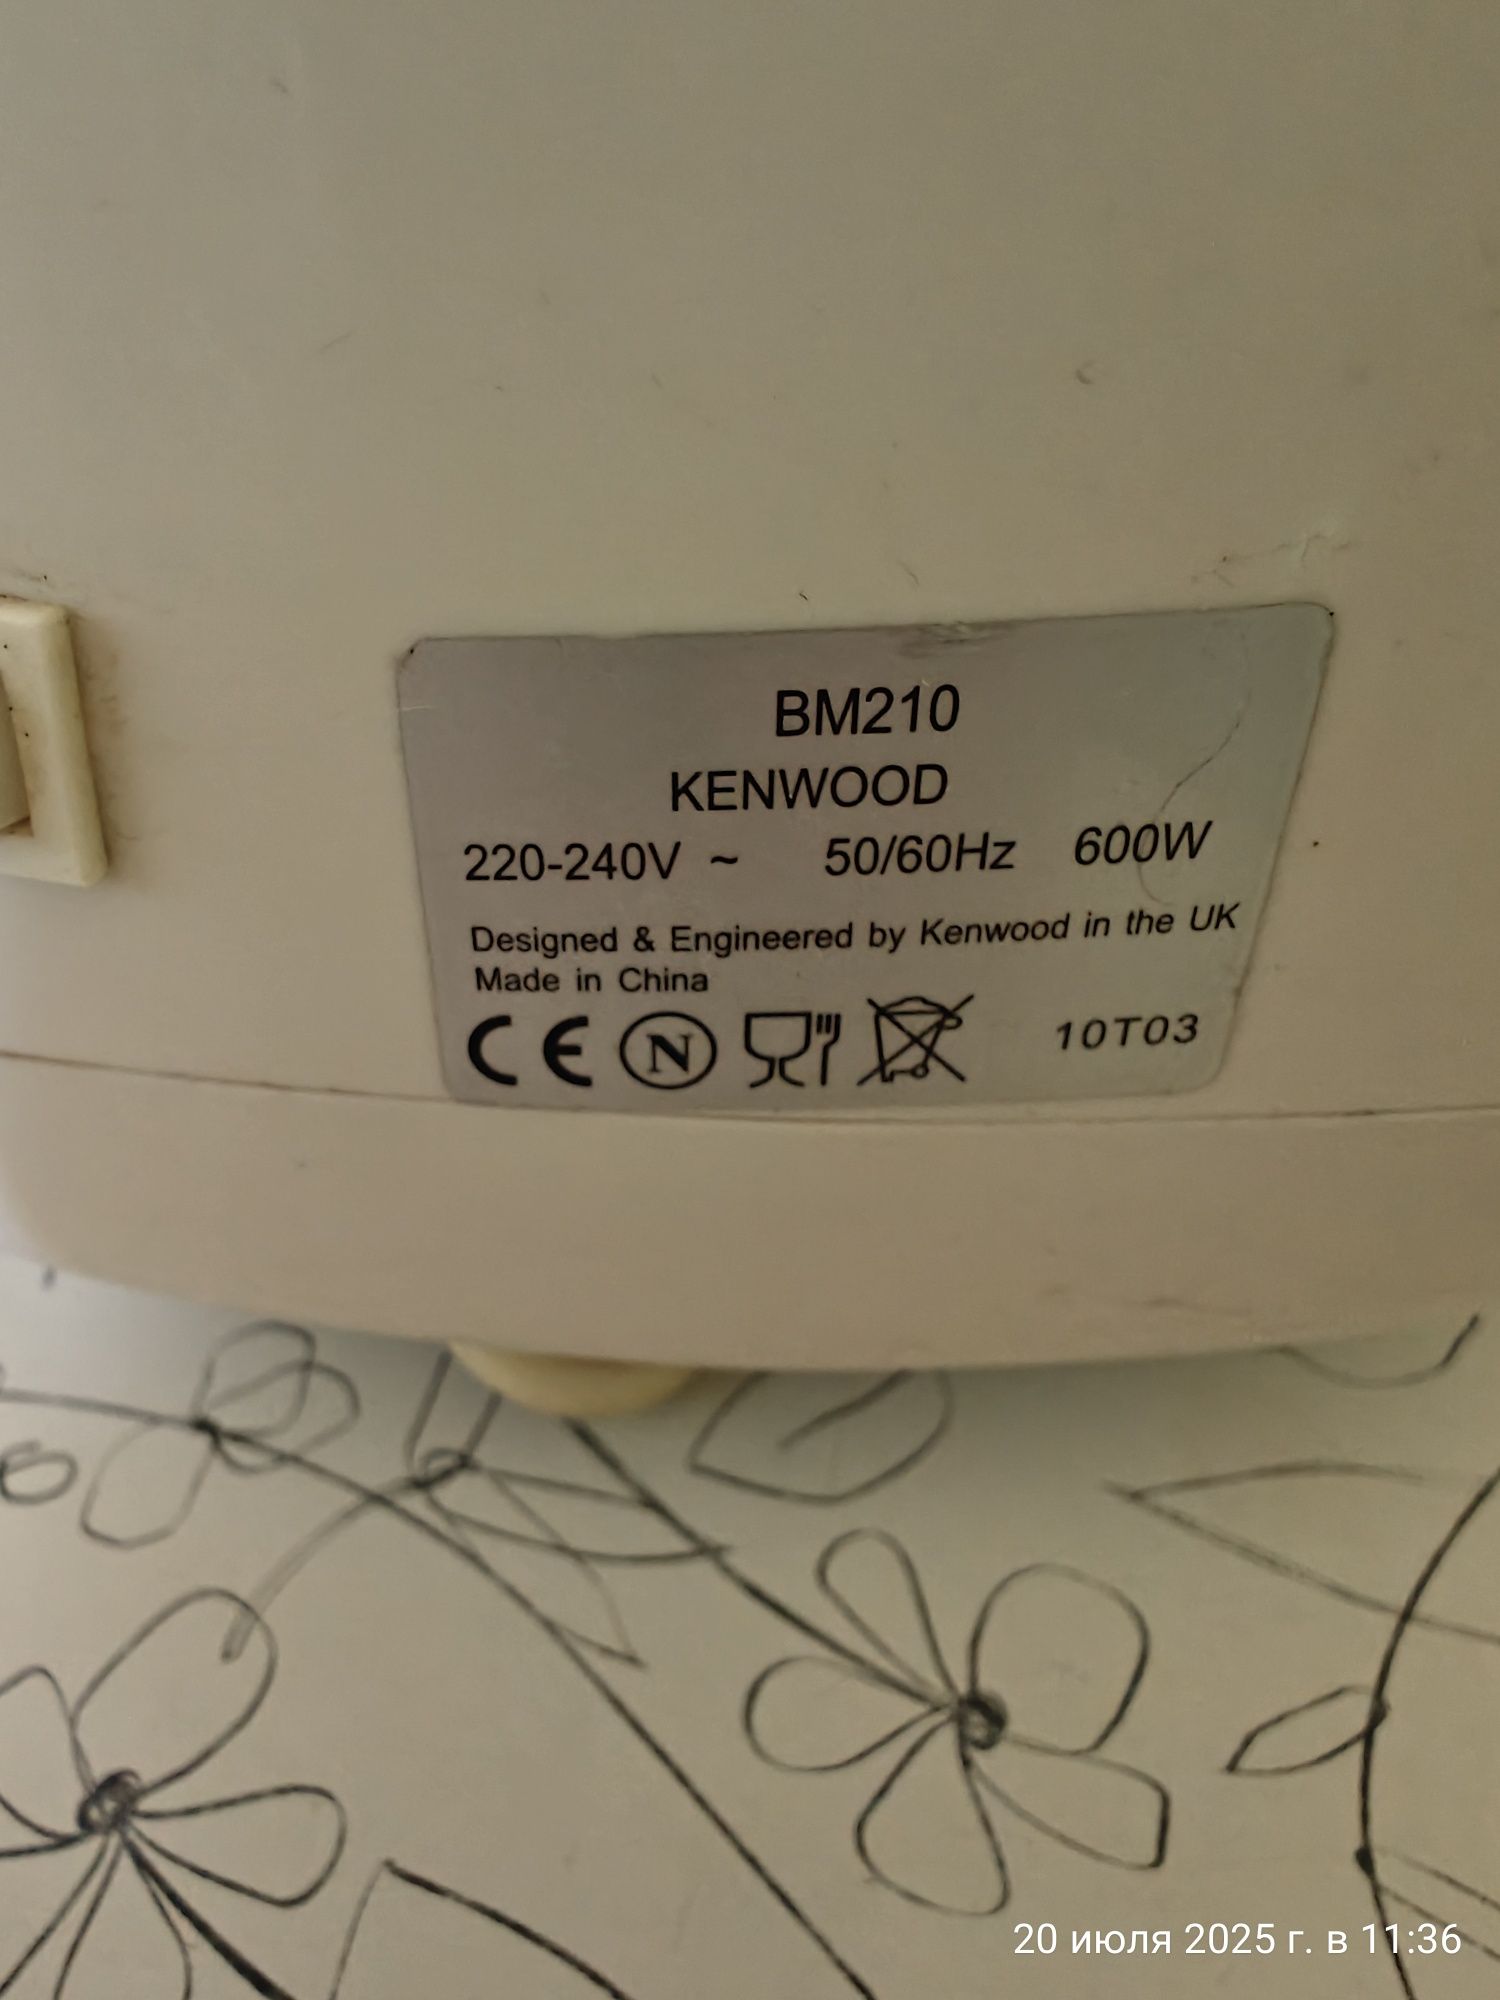 BM210
KENWOOD
220-240V ~ 50/60Hz 600W
Designed & Engineered by Kenwood in the UK
Made in China
CE N 10T03
20 июля 2025 г. в 11:36